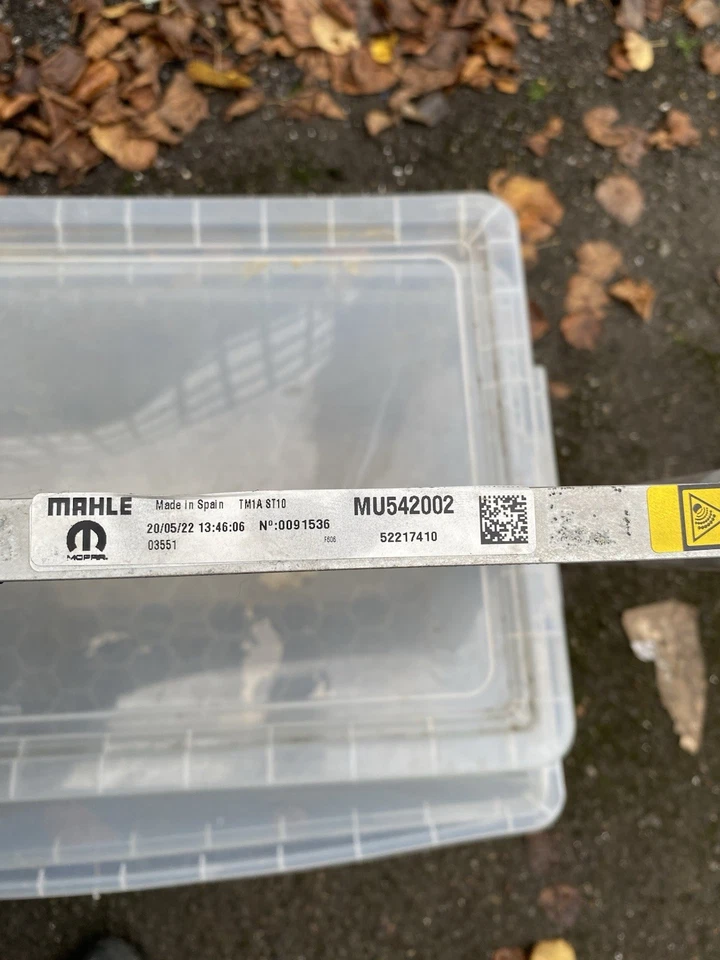 MAHLE Made in Spain TM1A ST10 MU542002
20/05/22 13:46:06 Nº:0091536 52217410
03551 F606
MOPAR